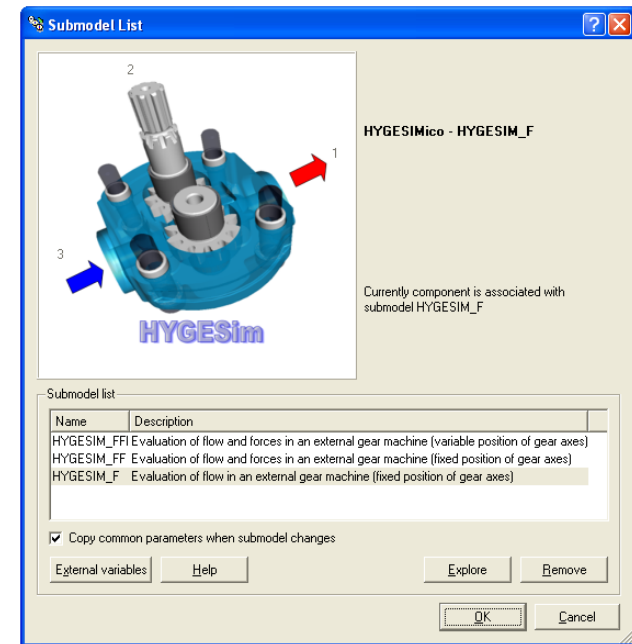 Submodel List
2
1
3
HYGESim
HYGESIMico - HYGESIM_F
Currently component is associated with
submodel HYGESIM_F
Submodel list
Name Description
HYGESIM_FFI Evaluation of flow and forces in an external gear machine (variable position of gear axes)
HYGESIM_FF Evaluation of flow and forces in an external gear machine (fixed position of gear axes)
HYGESIM_F Evaluation of flow in an external gear machine (fixed position of gear axes)
Copy common parameters when submodel changes
External variables Help Explore Remove
OK Cancel